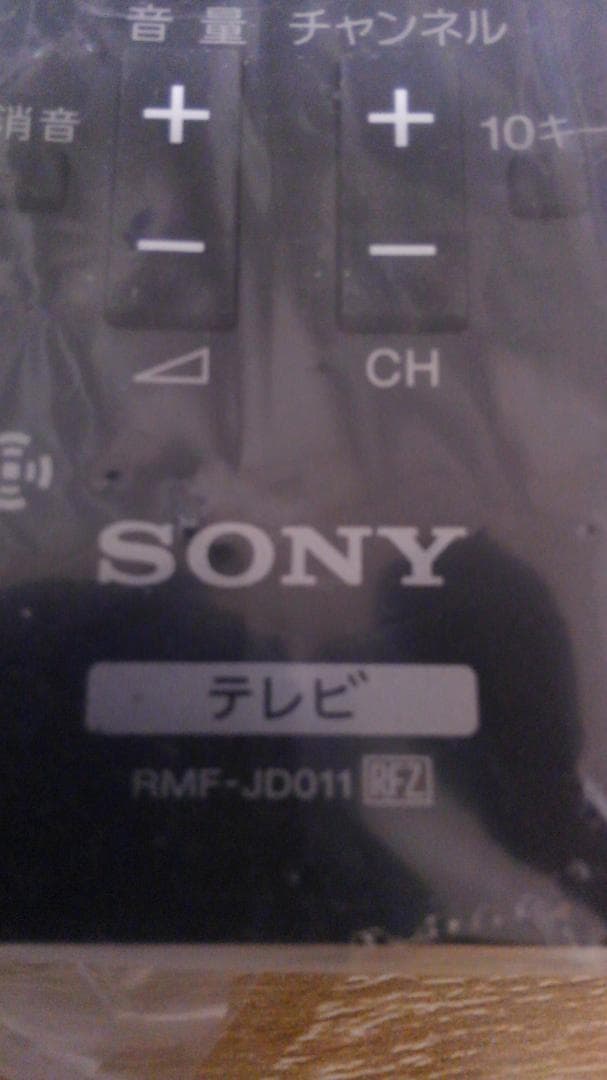 音量 チャンネル
消音 + + 10キー
- -
CH
SONY
テレビ
RMF-JD011 RFZ